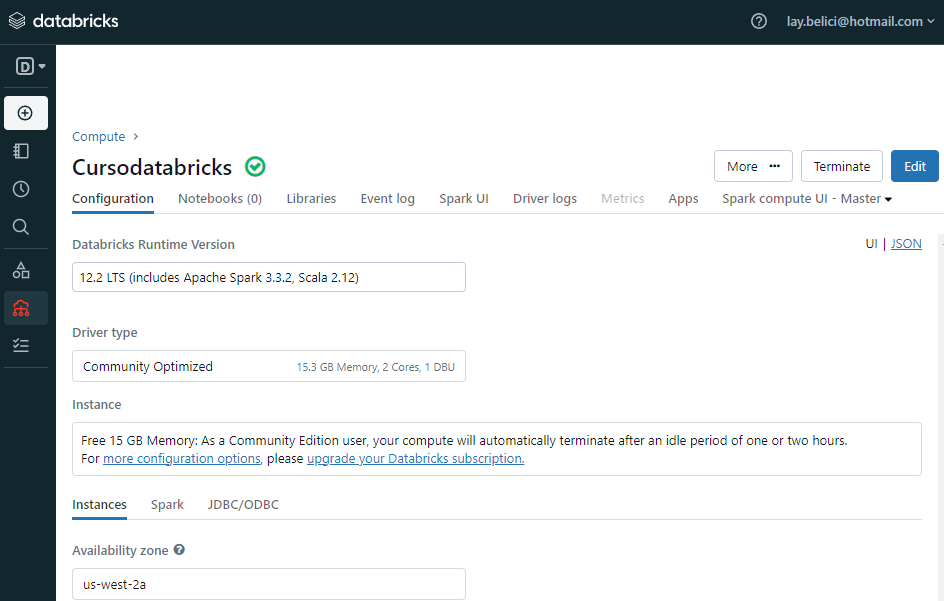 databricks
lay.belici@hotmail.com
D
Compute >
Cursodatabricks
More ... Terminate Edit
Configuration Notebooks (0) Libraries Event log Spark UI Driver logs Metrics Apps Spark compute UI - Master
Databricks Runtime Version
UI | JSON
12.2 LTS (includes Apache Spark 3.3.2, Scala 2.12)
Driver type
Community Optimized 15.3 GB Memory, 2 Cores, 1 DBU
Instance
Free 15 GB Memory: As a Community Edition user, your compute will automatically terminate after an idle period of one or two hours.
For more configuration options, please upgrade your Databricks subscription.
Instances Spark JDBC/ODBC
Availability zone ?
us-west-2a